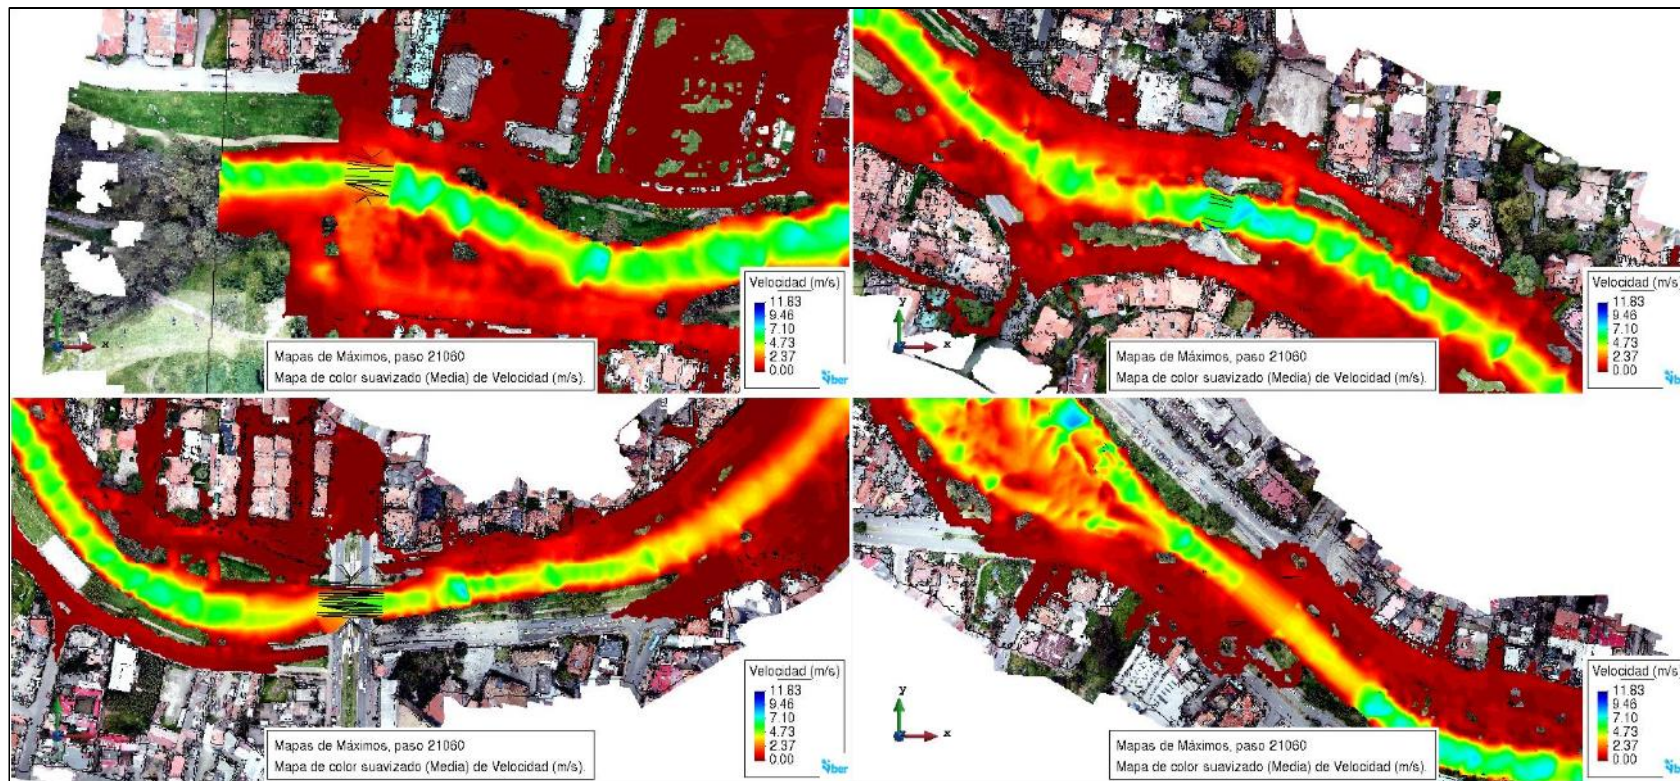 Velocidad (m/s)
11.83
9.46
7.10
4.73
2.37
0.00
x
Mapas de Máximos, paso 21060
Mapa de color suavizado (Media) de Velocidad (m/s).
iber
Velocidad (m/s)
11.83
9.46
7.10
4.73
2.37
0.00
y
x
Mapas de Máximos, paso 21060
Mapa de color suavizado (Media) de Velocidad (m/s).
Velocidad (m/s)
11.83
9.46
7.10
4.73
2.37
0.00
Mapas de Máximos, paso 21060
Mapa de color suavizado (Media) de Velocidad (m/s).
iber
Velocidad (m/s)
11.83
9.46
7.10
4.73
2.37
0.00
y
x
Mapas de Máximos, paso 21060
Mapa de color suavizado (Media) de Velocidad (m/s).